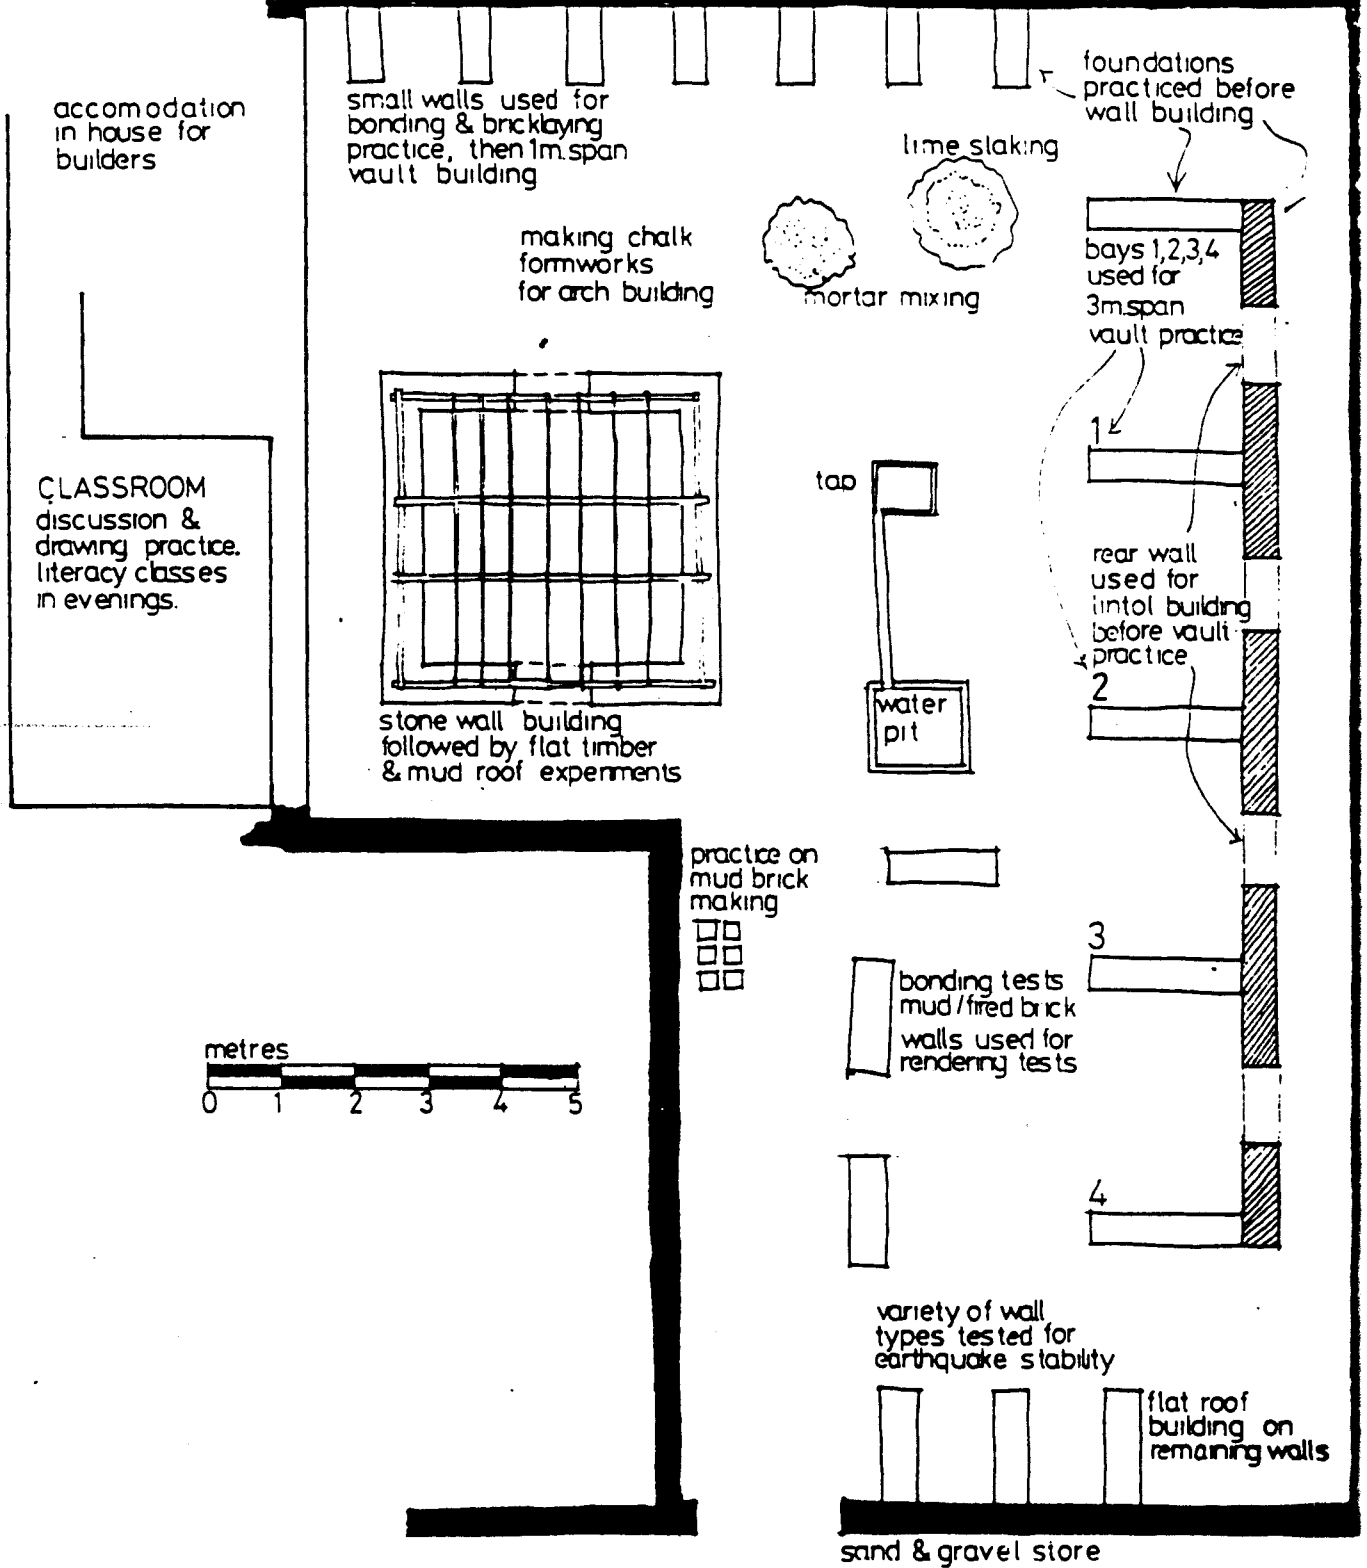 accomodation
in house for
builders
small walls used for
bonding & bricklaying
practice, then 1m.span
vault building
foundations
practiced before
wall building
lime slaking
making chalk
formworks
for arch building
mortar mixing
bays 1,2,3,4
used for
3m.span
vault practice
1
tap
CLASSROOM
discussion &
drawing practice.
literacy classes
in evenings.
rear wall
used for
lintol building
before vault
practice
2
water
pit
stone wall building
followed by flat timber
& mud roof experiments
practice on
mud brick
making
3
bonding tests
mud/fired brick
walls used for
rendering tests
metres
0 1 2 3 4 5
4
variety of wall
types tested for
earthquake stability
flat roof
building on
remaining walls
sand & gravel store